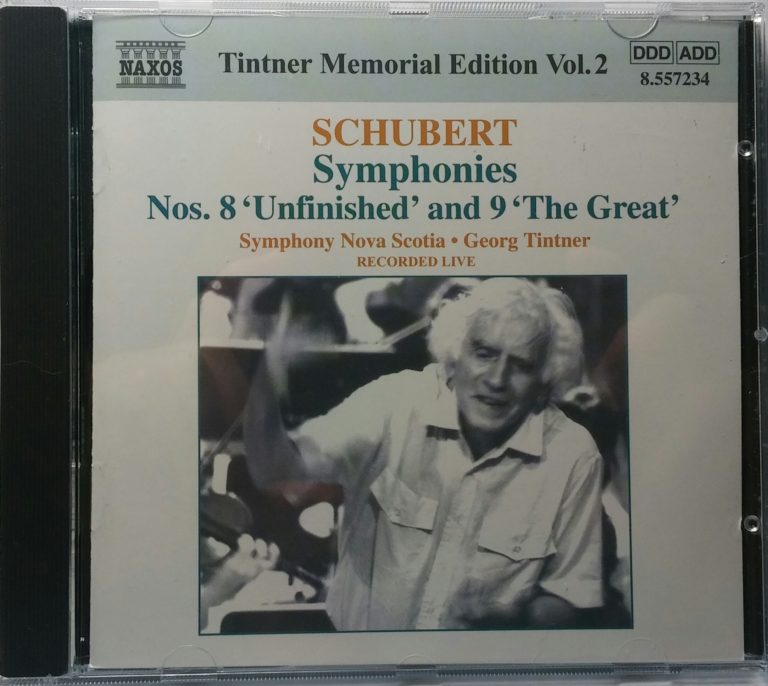 NAXOS
Tintner Memorial Edition Vol. 2
DDD ADD
8.557234
SCHUBERT
Symphonies
Nos. 8 ‘Unfinished’ and 9 ‘The Great’
Symphony Nova Scotia • Georg Tintner
RECORDED LIVE